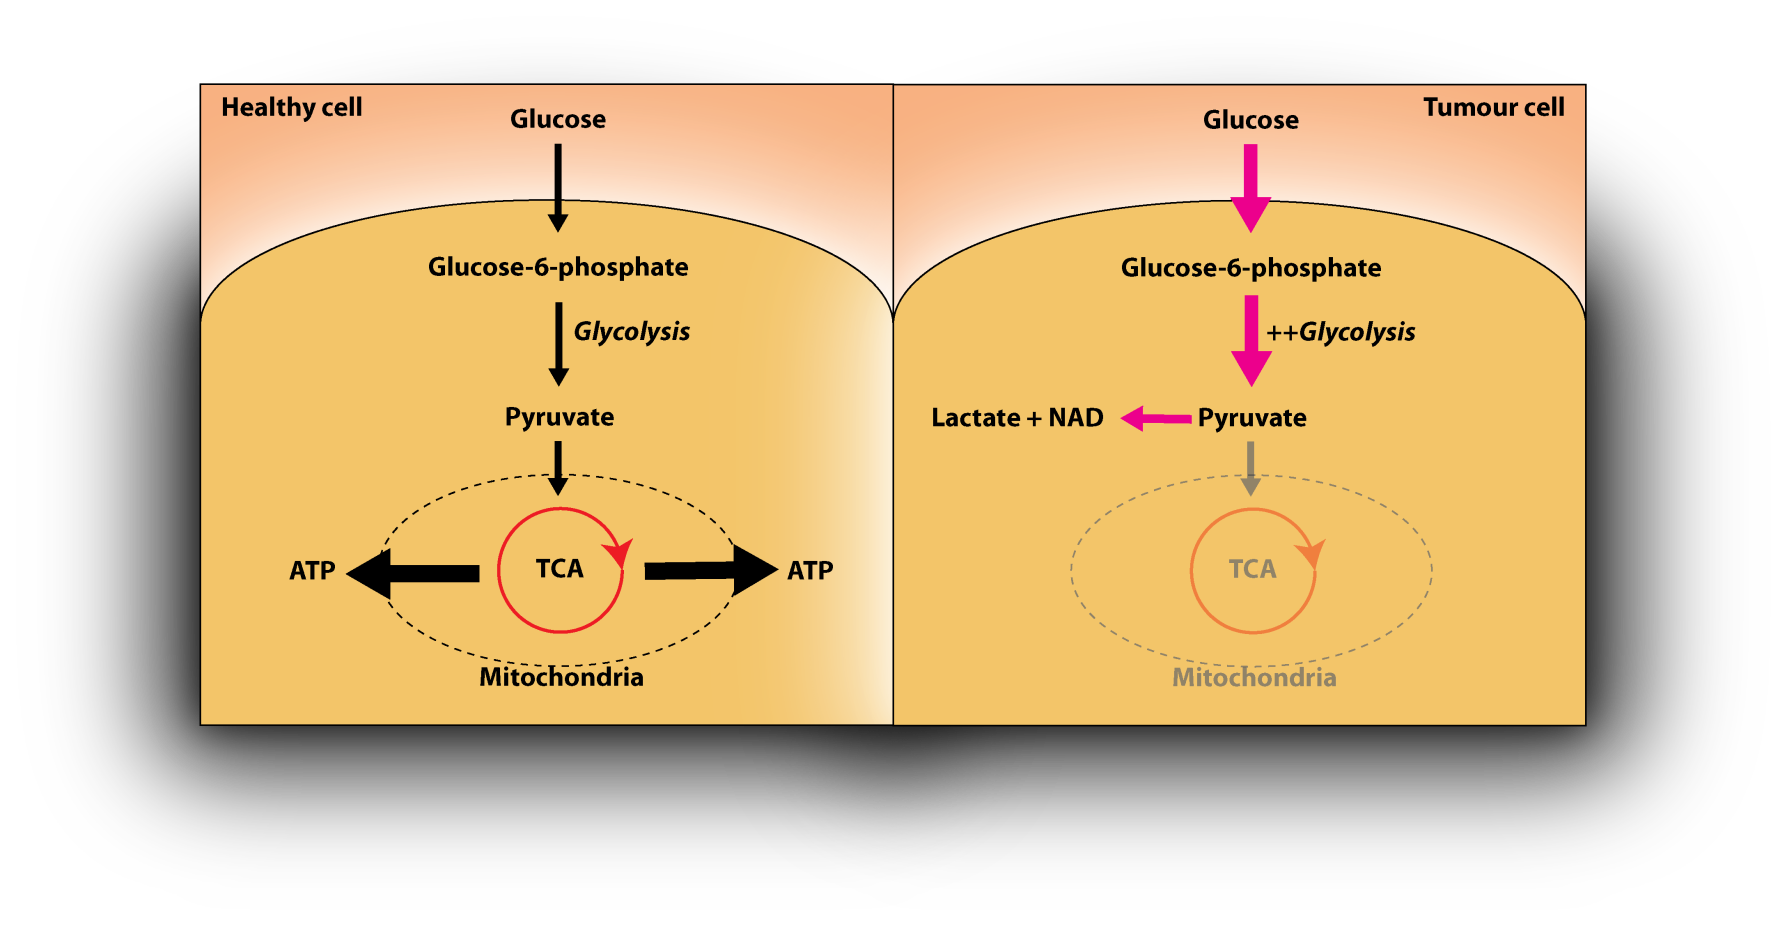 Healthy cell
Glucose
Glucose-6-phosphate
Glycolysis
Pyruvate
ATP
TCA
ATP
Mitochondria
Tumour cell
Glucose
Glucose-6-phosphate
++Glycolysis
Lactate + NAD
Pyruvate
TCA
Mitochondria